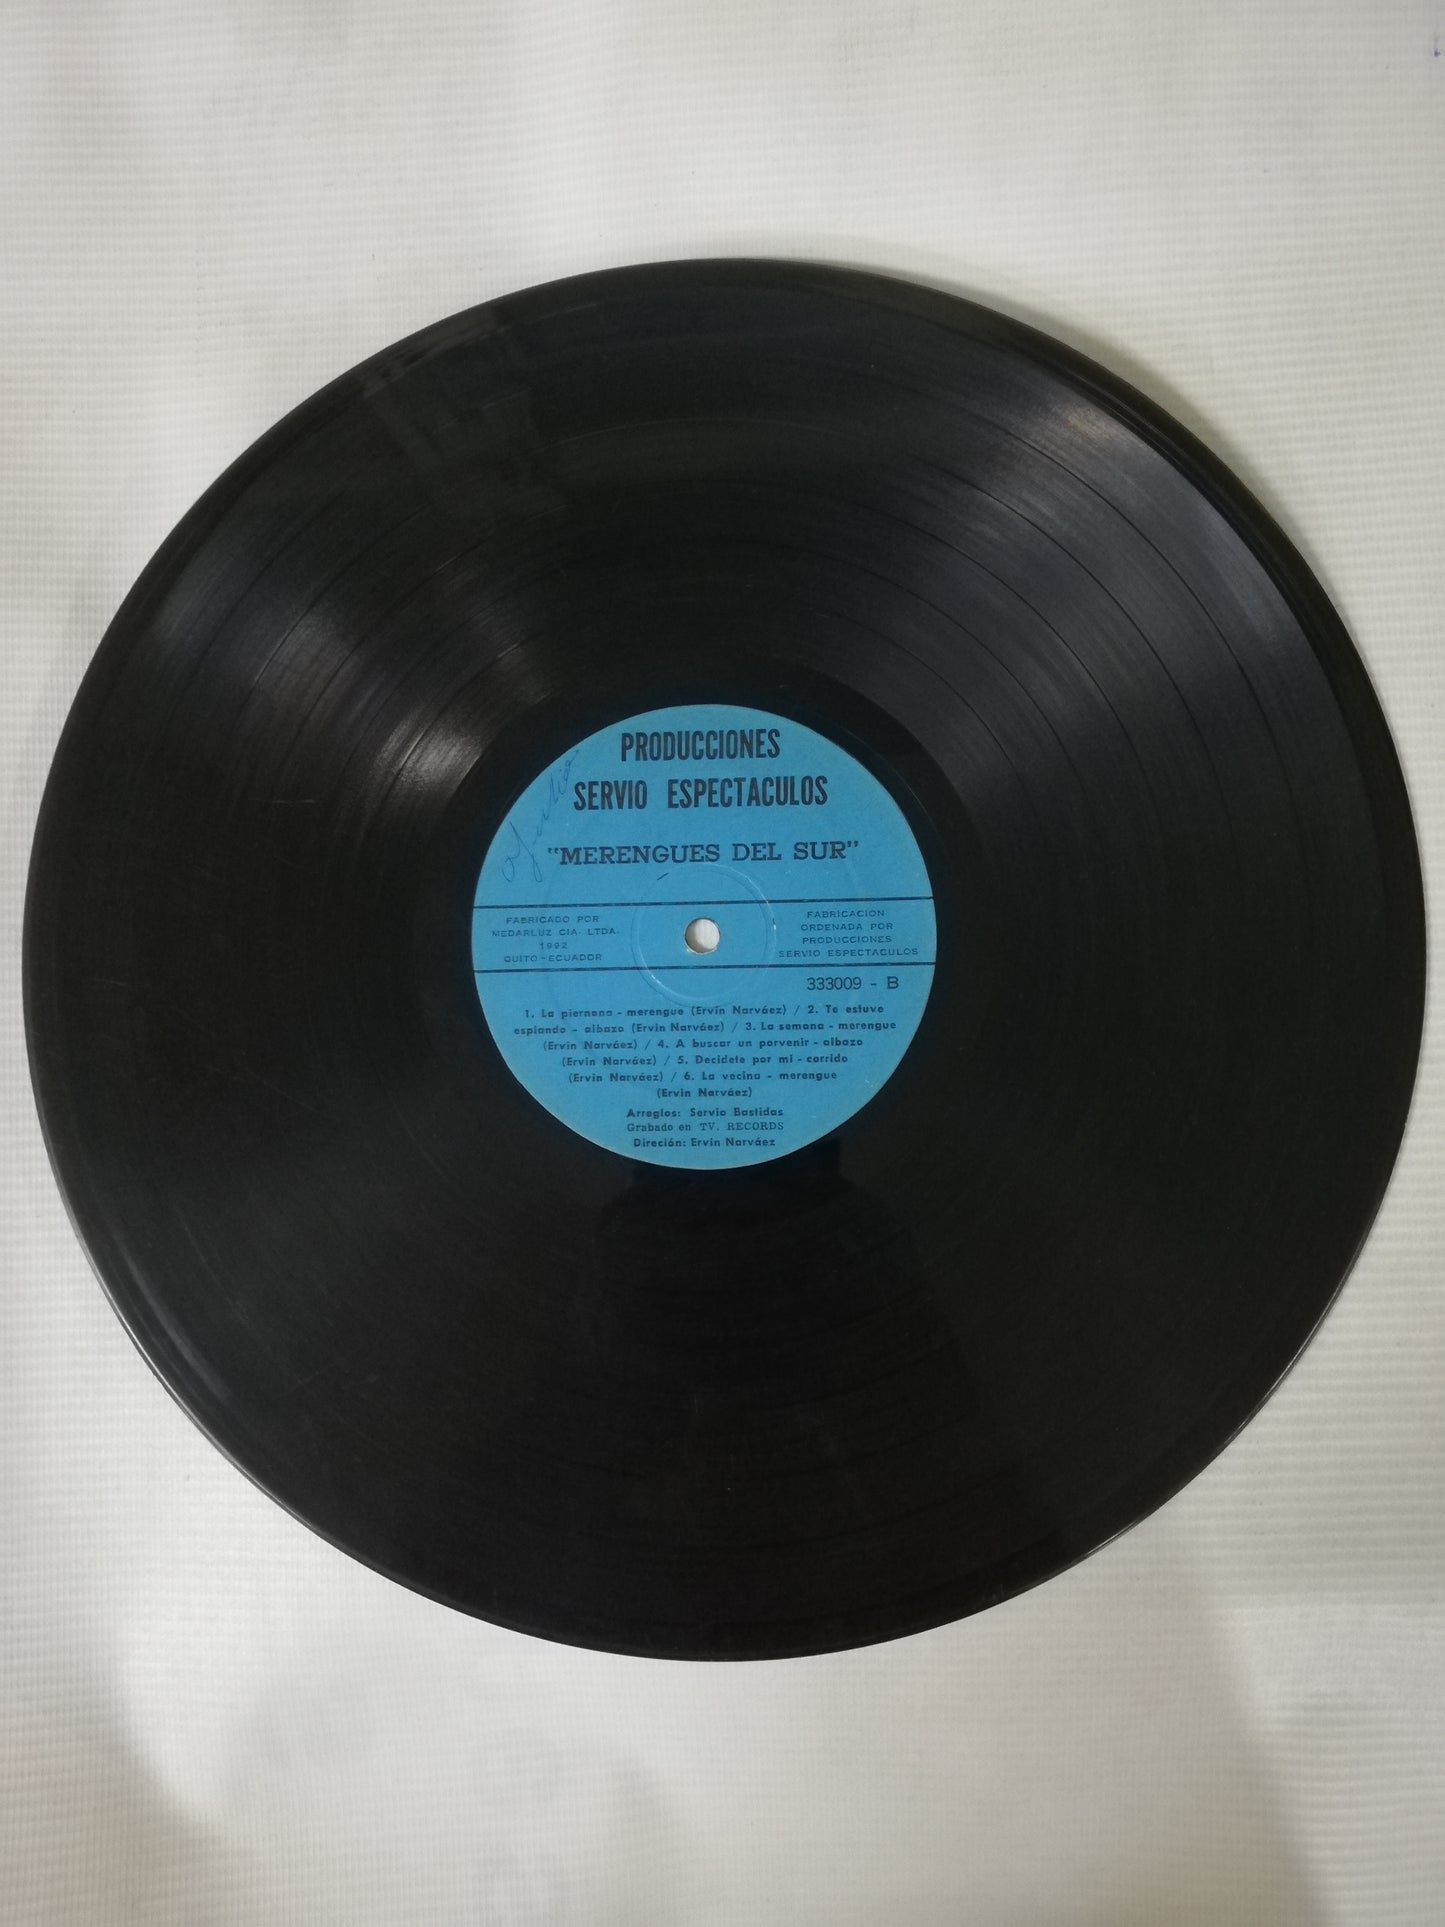 PRODUCCIONES
SERVIO ESPECTACULOS
"MERENGUES DEL SUR"
FABRICADO POR
MEDARLUZ CIA. LTDA.
1992
QUITO - ECUADOR
FABRICACION
ORDENADA POR
PRODUCCIONES
SERVIO ESPECTACULOS
333009 - B
1. La piernona - merengue (Ervin Narváez) / 2. Te estuve
espiando - albazo (Ervin Narváez) / 3. La semana - merengue
(Ervin Narváez) / 4. A buscar un porvenir - albazo
(Ervin Narváez) / 5. Decídete por mí - corrido
(Ervin Narváez) / 6. La vecina - merengue
(Ervin Narváez)
Arreglos: Servio Bastidas
Grabado en TV. RECORDS
Direción: Ervin Narváez